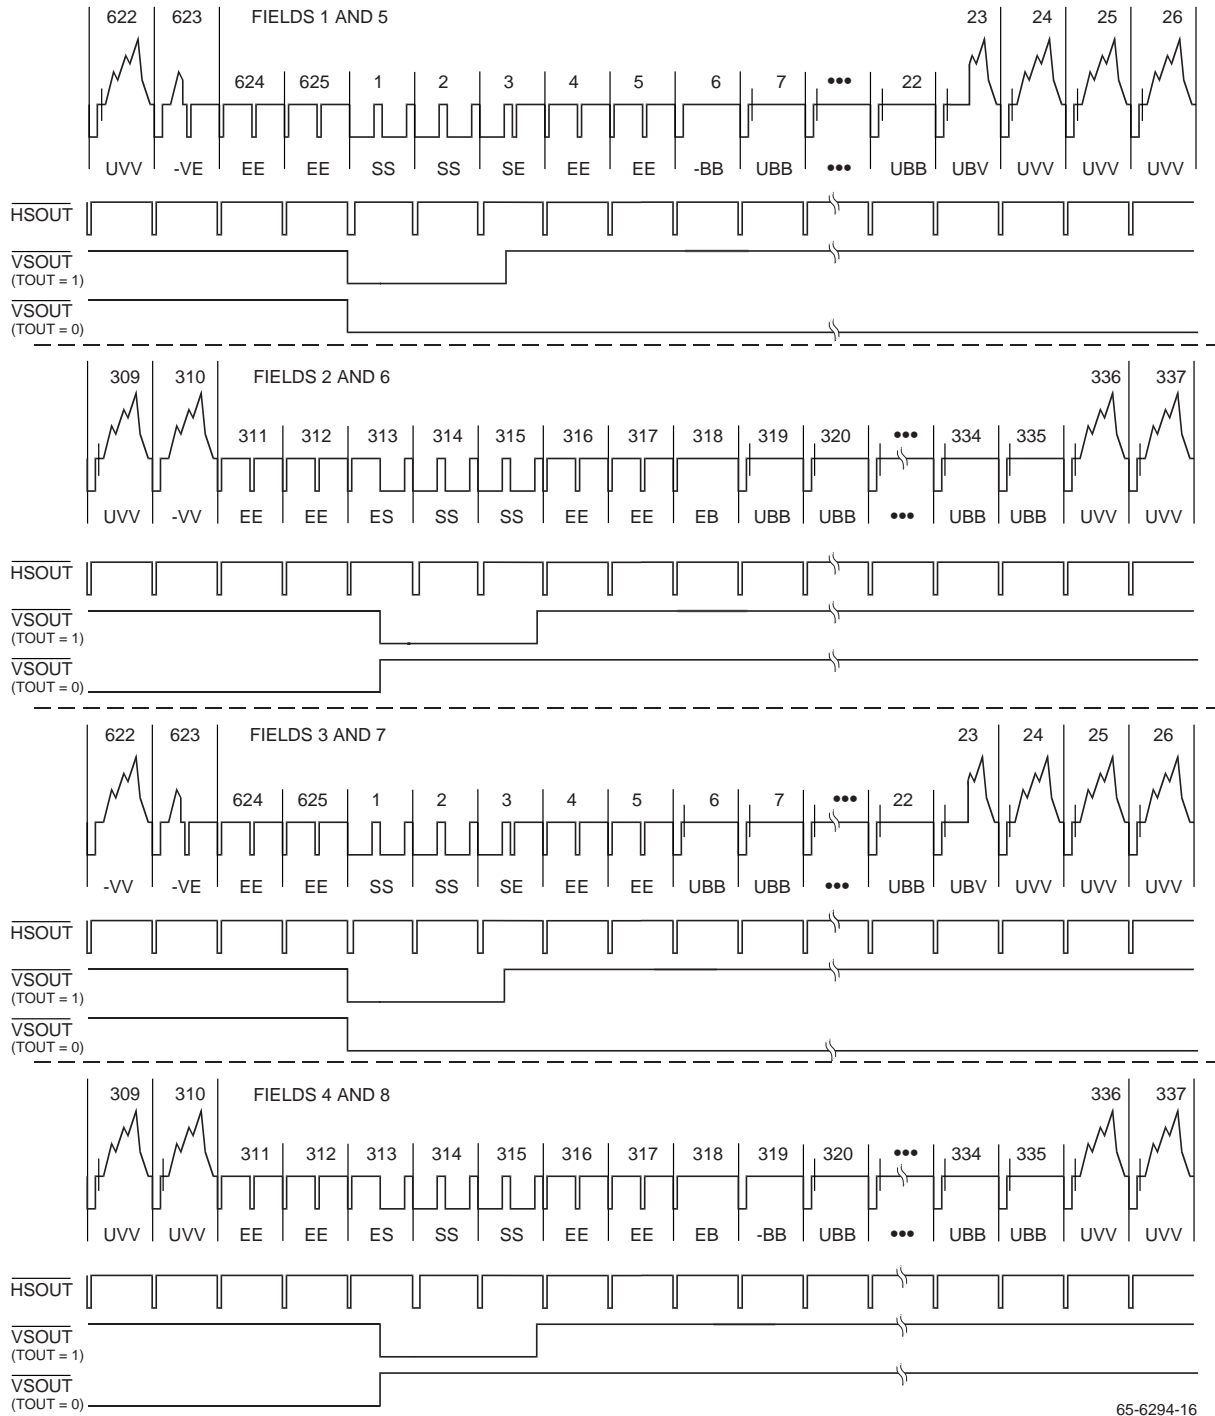 622 623 FIELDS 1 AND 5 23 24 25 26
624 625 1 2 3 4 5 6 7 ••• 22
UVV -VE EE EE SS SS SE EE EE -BB UBB ••• UBB UBV UVV UVV UVV
HSOUT
VSOUT
(TOUT = 1)
VSOUT
(TOUT = 0)
309 310 FIELDS 2 AND 6 336 337
311 312 313 314 315 316 317 318 319 320 ••• 334 335
UVV -VV EE EE ES SS SS EE EE EB UBB UBB ••• UBB UBB UVV UVV
HSOUT
VSOUT
(TOUT = 1)
VSOUT
(TOUT = 0)
622 623 FIELDS 3 AND 7 23 24 25 26
624 625 1 2 3 4 5 6 7 ••• 22
-VV -VE EE EE SS SS SE EE EE UBB UBB ••• UBB UBV UVV UVV UVV
HSOUT
VSOUT
(TOUT = 1)
VSOUT
(TOUT = 0)
309 310 FIELDS 4 AND 8 336 337
311 312 313 314 315 316 317 318 319 320 ••• 334 335
UVV UVV EE EE ES SS SS EE EE EB -BB UBB ••• UBB UBB UVV UVV
HSOUT
VSOUT
(TOUT = 1)
VSOUT
(TOUT = 0)
65-6294-16